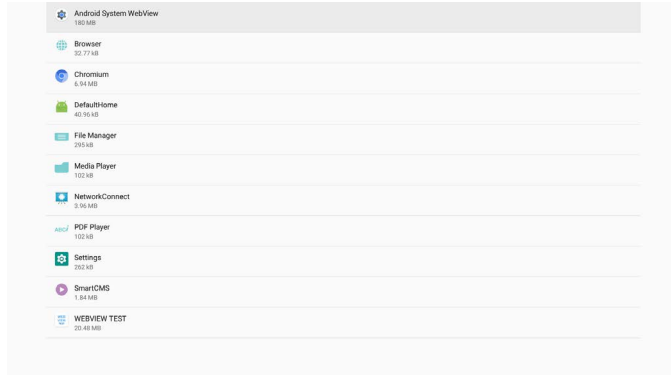 Android System WebView
180 MB
Browser
32.77 kB
Chromium
6.94 MB
DefaultHome
40.96 kB
File Manager
295 kB
Media Player
102 kB
NetworkConnect
3.96 MB
PDF Player
102 kB
Settings
262 kB
SmartCMS
1.84 MB
WEBVIEW TEST
20.48 MB